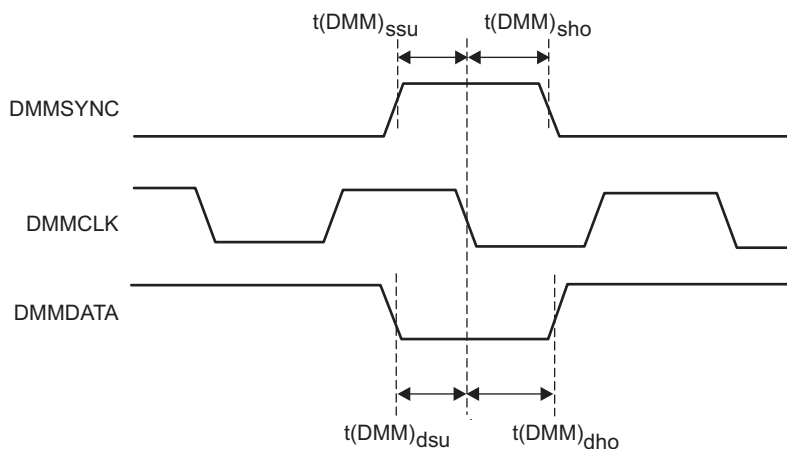 t(DMM)ssu
t(DMM)sho
DMMSYNC
DMMCLK
DMMDATA
t(DMM)dsu
t(DMM)dho